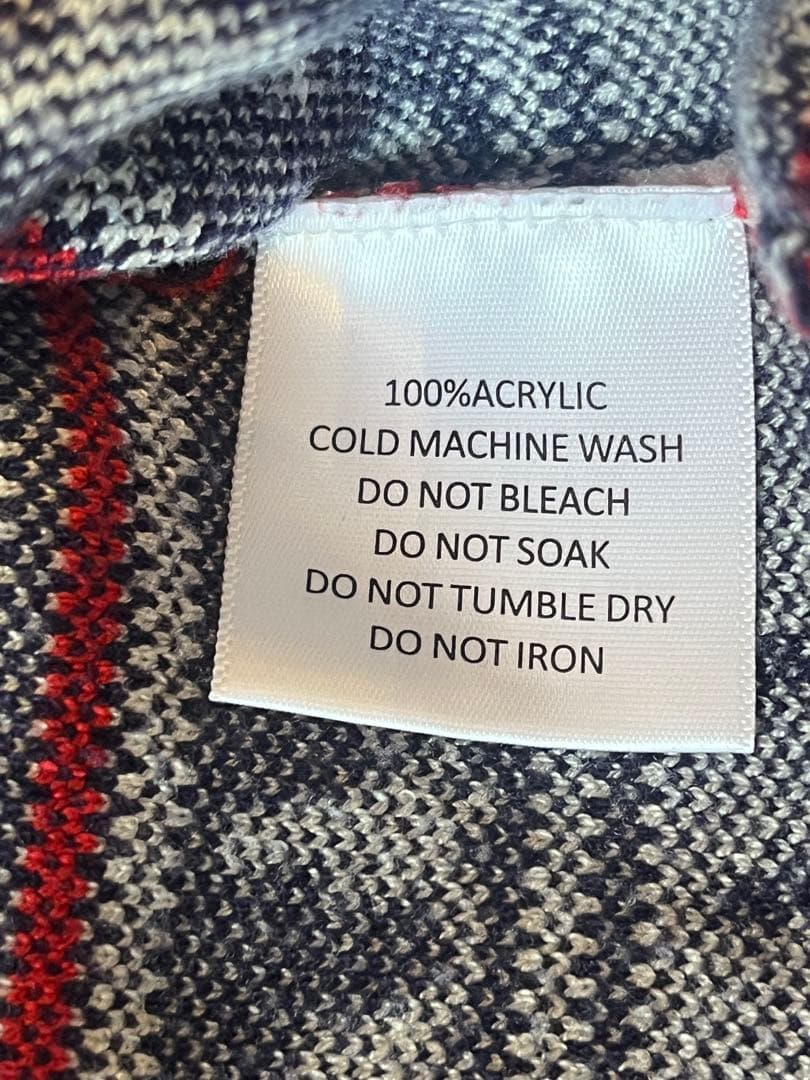 100%ACRYLIC
COLD MACHINE WASH
DO NOT BLEACH
DO NOT SOAK
DO NOT TUMBLE DRY
DO NOT IRON